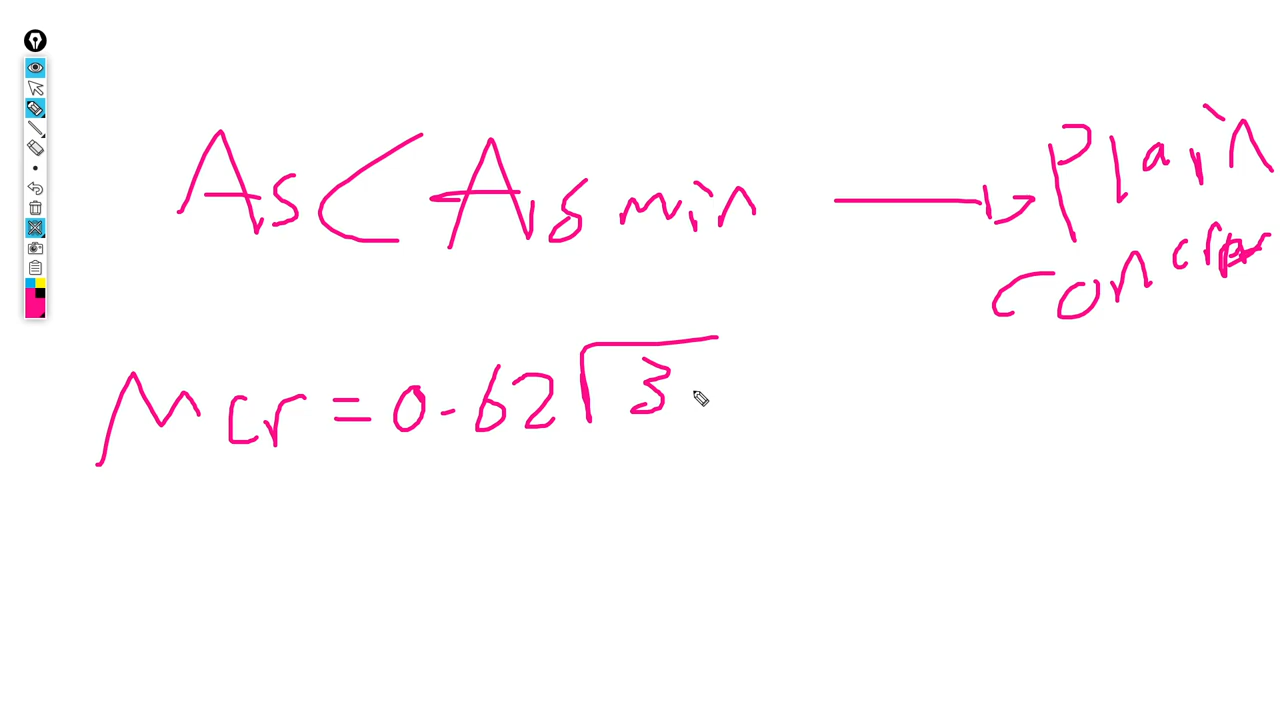 As < As min → Plain
concre
Mcr = 0.62 √3